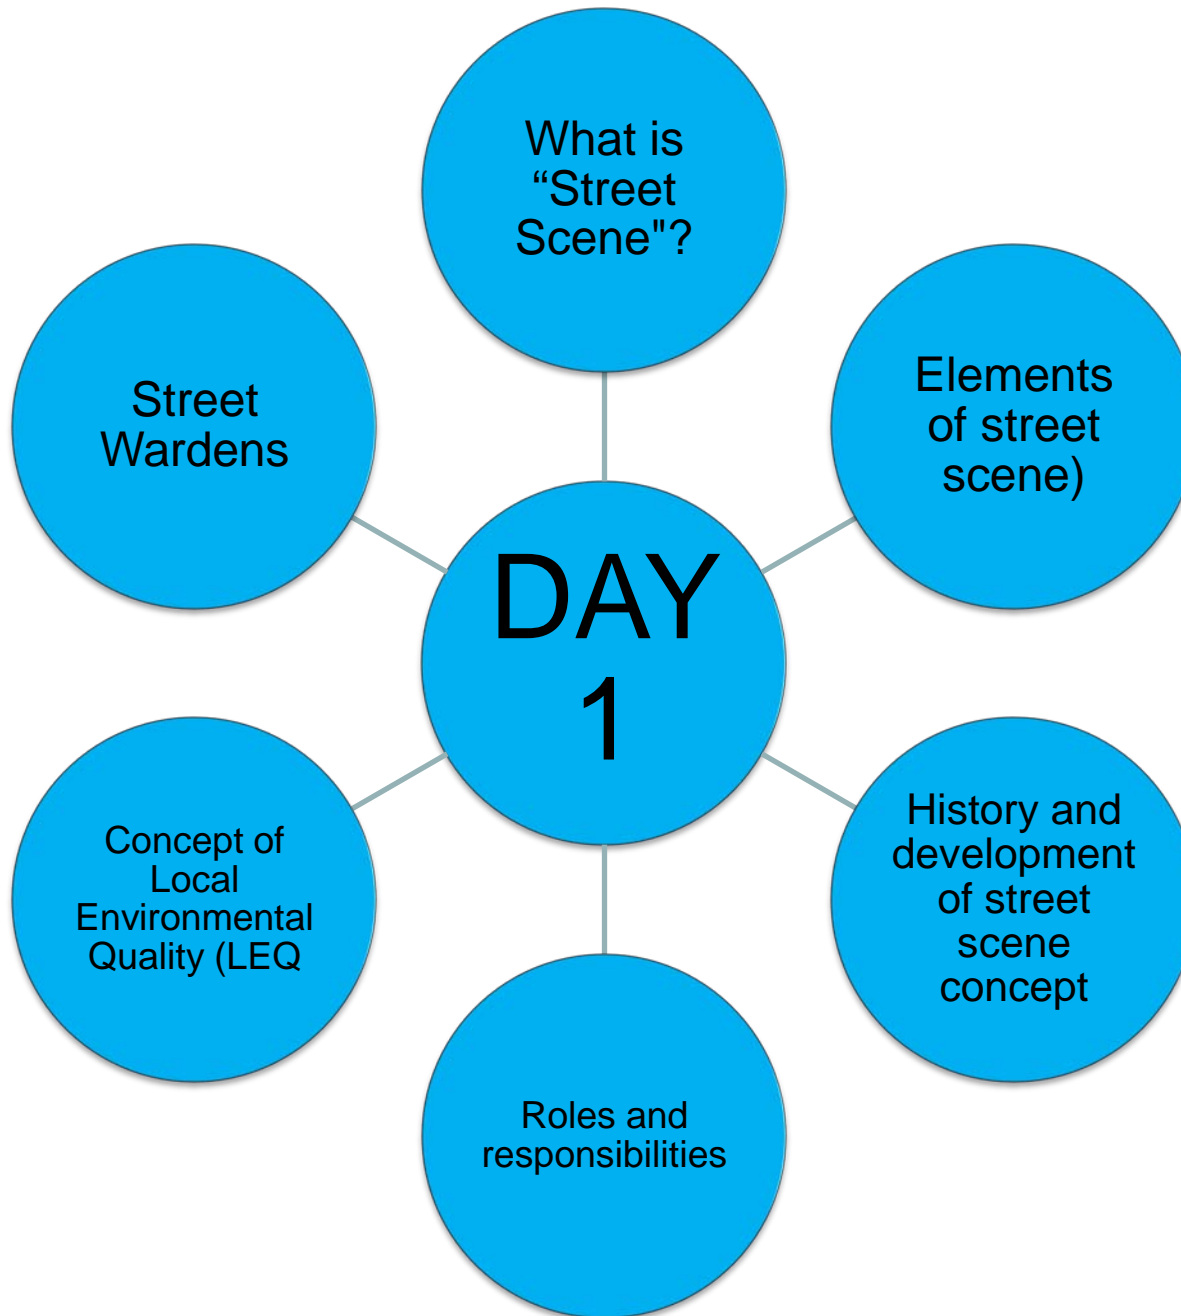 What is
“Street
Scene"?
Elements
of street
scene)
History and
development
of street
scene
concept
Roles and
responsibilities
Concept of
Local
Environmental
Quality (LEQ
Street
Wardens
DAY
1